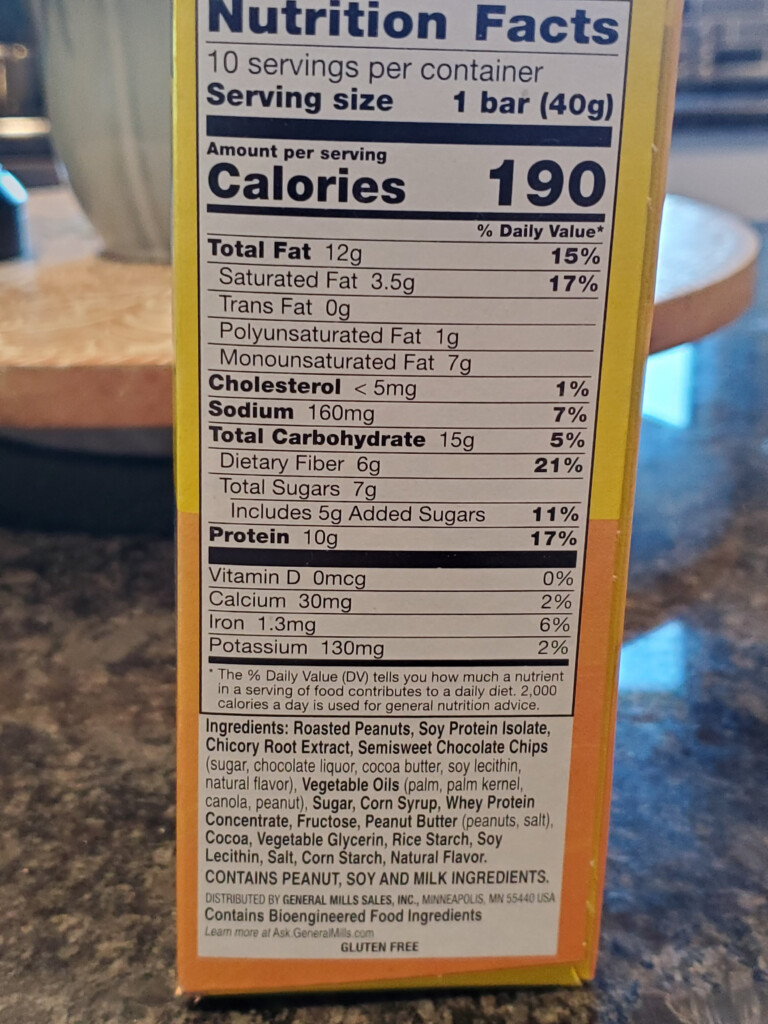 Nutrition Facts
10 servings per container
Serving size 1 bar (40g)
Amount per serving
Calories 190
% Daily Value*
Total Fat 12g 15%
Saturated Fat 3.5g 17%
Trans Fat 0g
Polyunsaturated Fat 1g
Monounsaturated Fat 7g
Cholesterol < 5mg 1%
Sodium 160mg 7%
Total Carbohydrate 15g 5%
Dietary Fiber 6g 21%
Total Sugars 7g
Includes 5g Added Sugars 11%
Protein 10g 17%
Vitamin D 0mcg 0%
Calcium 30mg 2%
Iron 1.3mg 6%
Potassium 130mg 2%
* The % Daily Value (DV) tells you how much a nutrient
in a serving of food contributes to a daily diet. 2,000
calories a day is used for general nutrition advice.
Ingredients: Roasted Peanuts, Soy Protein Isolate,
Chicory Root Extract, Semisweet Chocolate Chips
(sugar, chocolate liquor, cocoa butter, soy lecithin,
natural flavor), Vegetable Oils (palm, palm kernel,
canola, peanut), Sugar, Corn Syrup, Whey Protein
Concentrate, Fructose, Peanut Butter (peanuts, salt),
Cocoa, Vegetable Glycerin, Rice Starch, Soy
Lecithin, Salt, Corn Starch, Natural Flavor.
CONTAINS PEANUT, SOY AND MILK INGREDIENTS.
DISTRIBUTED BY GENERAL MILLS SALES, INC., MINNEAPOLIS, MN 55440 USA
Contains Bioengineered Food Ingredients
Learn more at Ask.GeneralMills.com
GLUTEN FREE